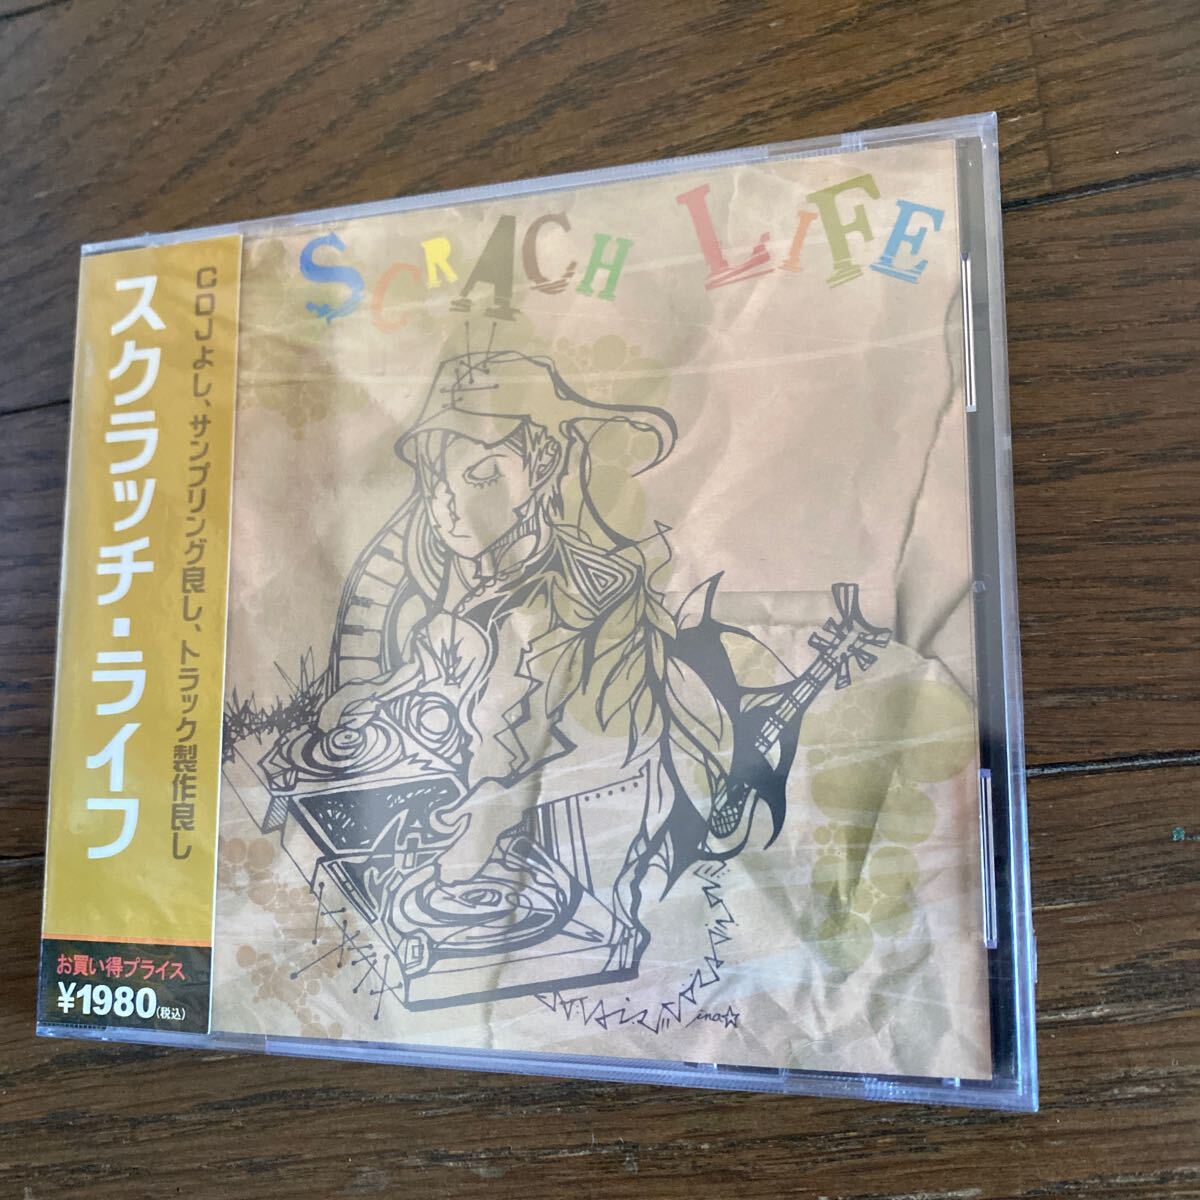 SCRACH LIFE
スクラッチ・ライフ
CDJよし、サンプリング良し、トラック製作良し
お買い得プライス
¥1980(税込)
ena☆